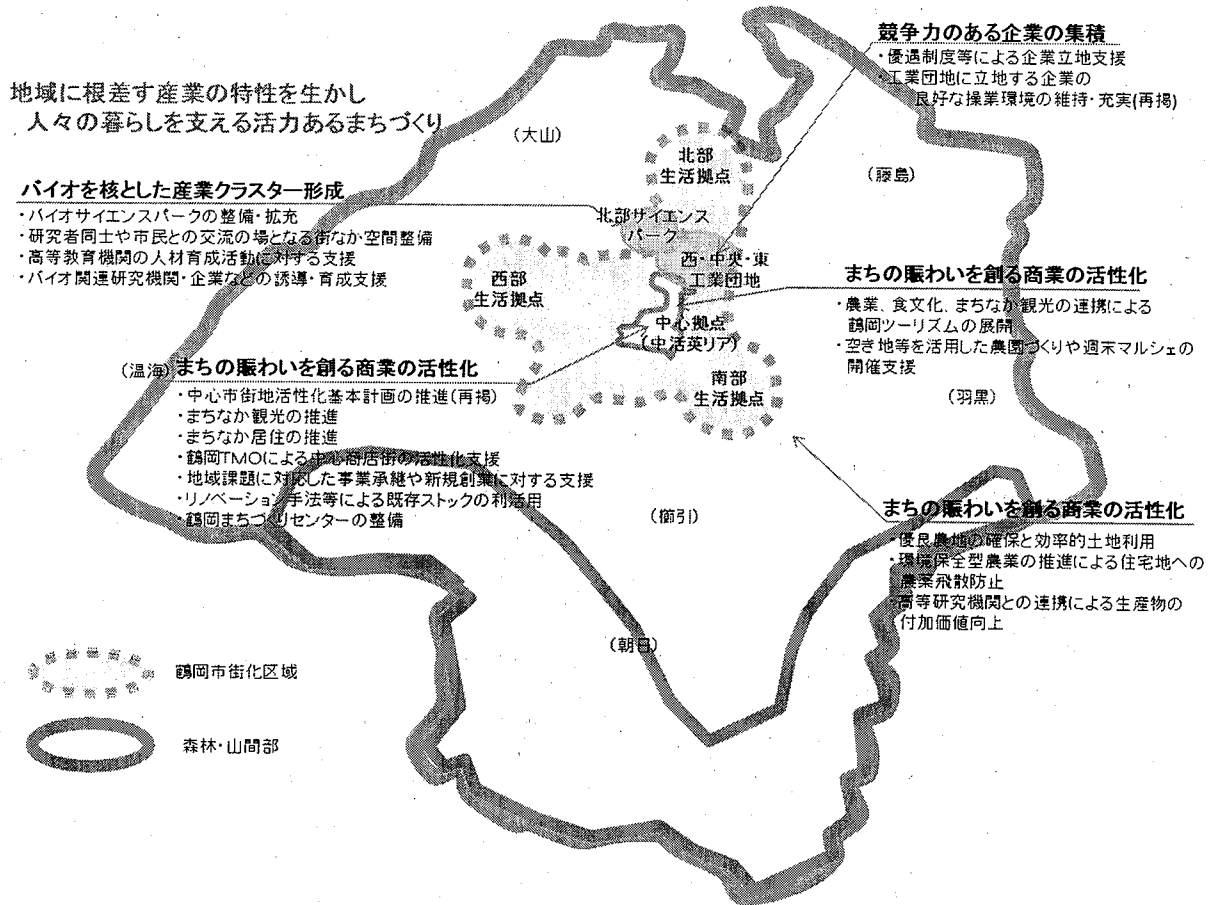 地域に根差す産業の特性を生かし
人々の暮らしを支える活力あるまちづくり
競争力のある企業の集積
・優遇制度等による企業立地支援
・工業団地に立地する企業の
良好な操業環境の維持・充実(再掲)
(大山)
(藤島)
北部
生活拠点
バイオを核とした産業クラスター形成
・バイオサイエンスパークの整備・拡充
・研究者同士や市民との交流の場となる街なか空間整備
・高等教育機関の人材育成活動に対する支援
・バイオ関連研究機関・企業などの誘導・育成支援
北部サイエンス
パーク
西・中央・東
工業団地
西部
生活拠点
中心拠点
(中活英リア)
南部
生活拠点
まちの賑わいを創る商業の活性化
・農業、食文化、まちなか観光の連携による
鶴岡ツーリズムの展開
・空き地等を活用した農園づくりや週末マルシェの
開催支援
(羽黒)
(温海)
まちの賑わいを創る商業の活性化
・中心市街地活性化基本計画の推進(再掲)
・まちなか観光の推進
・まちなか居住の推進
・鶴岡TMOによる中心商店街の活性化支援
・地域課題に対応した事業承継や新規創業に対する支援
・リノベーション手法等による既存ストックの利活用
・鶴岡まちづくりセンターの整備
(櫛引)
まちの賑わいを創る商業の活性化
・優良農地の確保と効率的土地利用
・環境保全型農業の推進による住宅地への
農薬飛散防止
・高等研究機関との連携による生産物の
付加価値向上
(朝日)
鶴岡市街化区域
森林・山間部